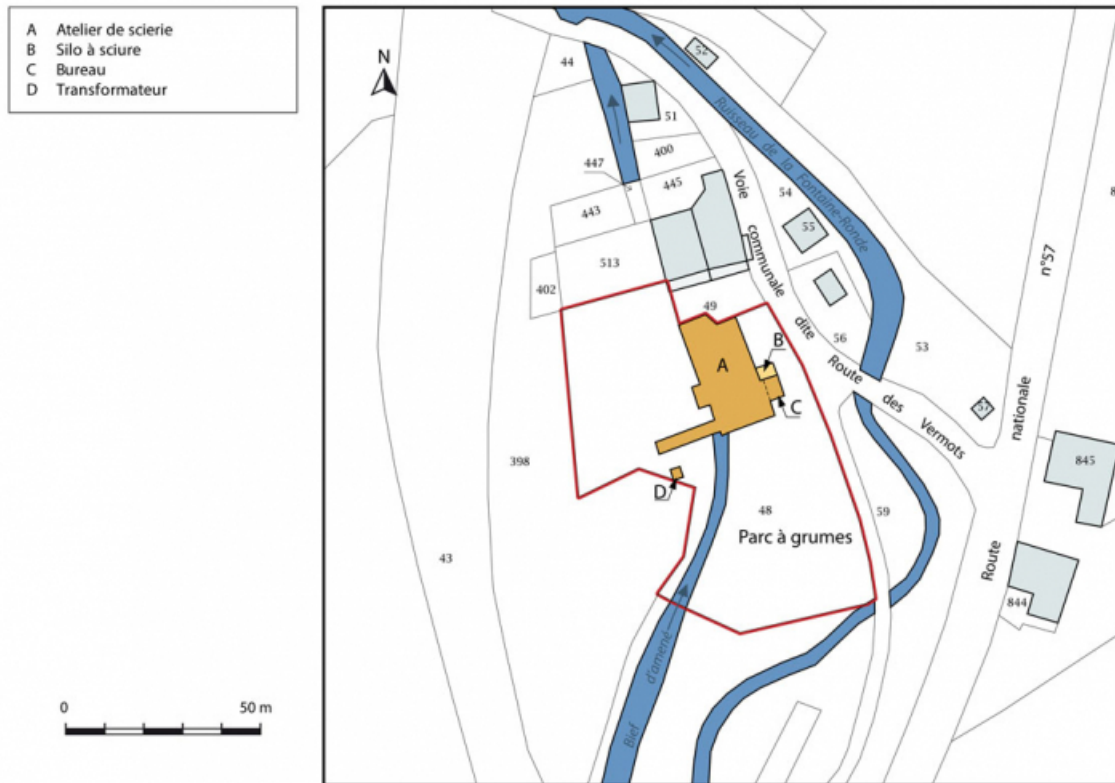 A Atelier de scierie
B Silo à sciure
C Bureau
D Transformateur
N
0 50 m
44
51
400
447
445
443
513
402
49
Voie communale dite Route des Vermots
Ruisseau de la Fontaine-Ronde
54
55
56
53
57
n°57
Route nationale
845
844
A
B
C
D
398
43
48
Parc à grumes
59
Bief d'amené